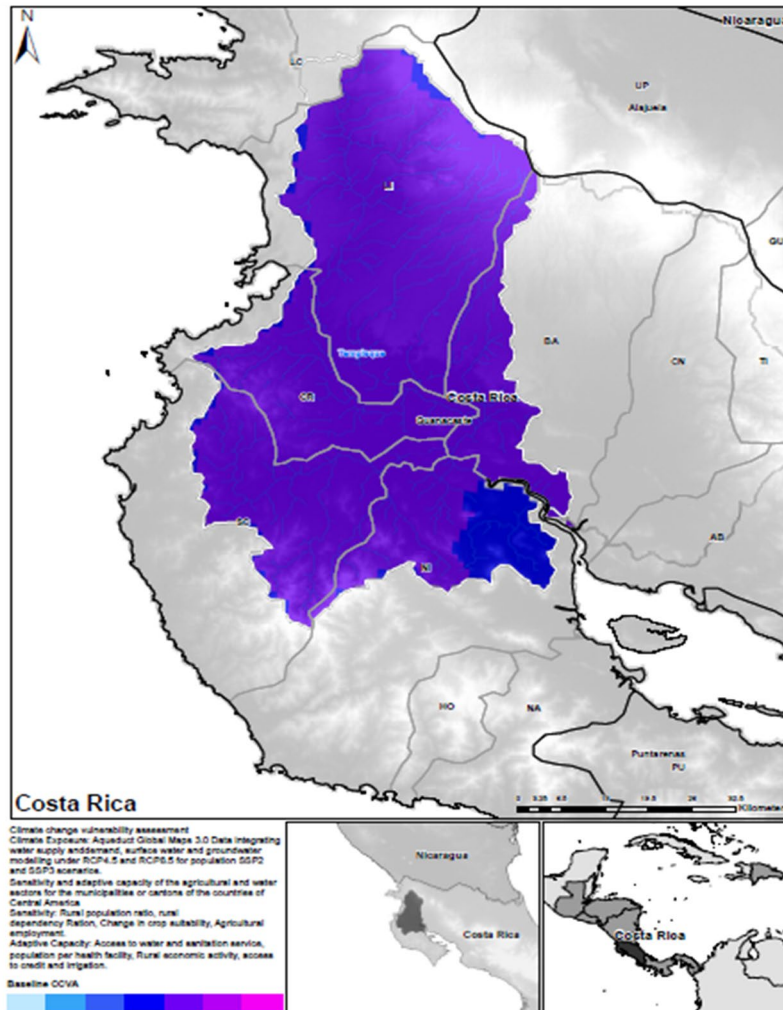 N
Nicaragua
LC
UP
Alajuela
LI
GU
BA
CN
TI
Tempisque
CR
Costa Rica
Guanacaste
SC
AB
NI
HO
NA
Puntarenas
PU
Costa Rica
Kilometers
Climate change vulnerability assessment
Climate Exposure: Aqueduct Global Maps 3.0 Data integrating
water supply anddemand, surface water and groundwater
modelling under RCP4.5 and RCP8.5 for population SSP2
and SSP3 scenarios.
Sensitivity and adaptive capacity of the agricultural and water
sectors for the municipalities or cantons of the countries of
Central America
Sensitivity: Rural population ratio, rural
dependency Ration, Change in crop suitability, Agricultural
employment.
Adaptive Capacity: Access to water and sanitation service,
population per health facility, Rural economic activity, access
to credit and irrigation.
Baseline CCVA
Nicaragua
Costa Rica
Costa Rica